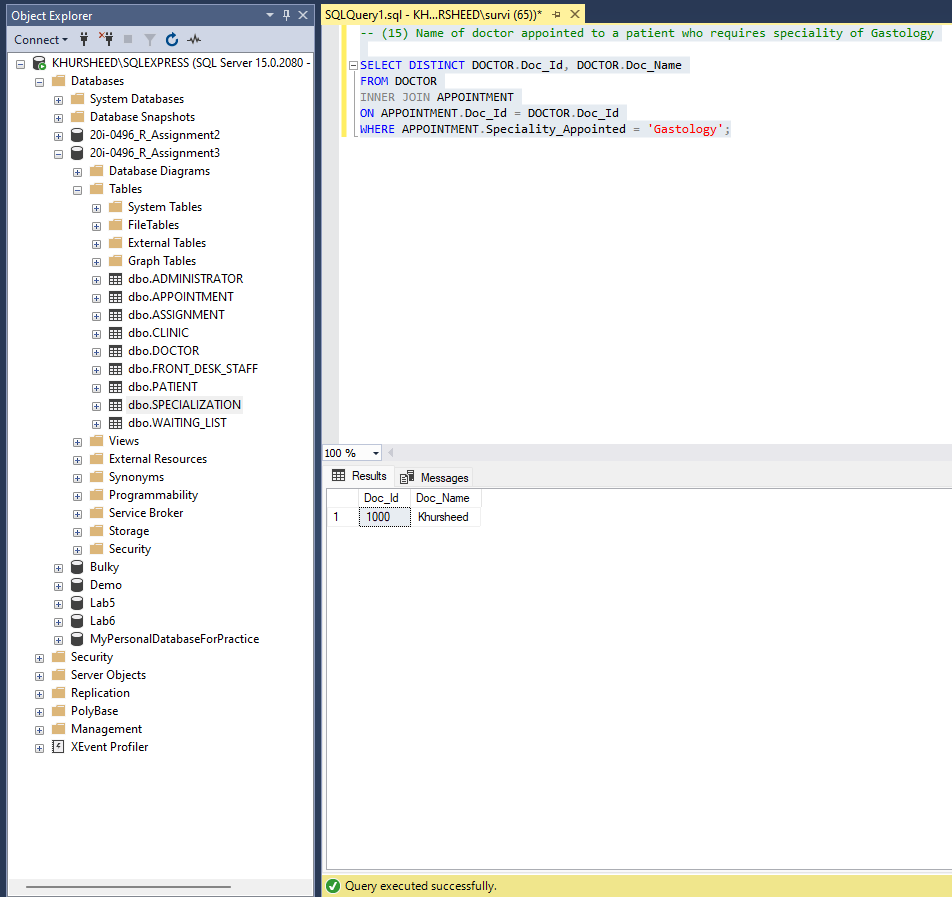 Object Explorer
Connect
KHURSHEED\SQLEXPRESS (SQL Server 15.0.2080 -
Databases
System Databases
Database Snapshots
20i-0496_R_Assignment2
20i-0496_R_Assignment3
Database Diagrams
Tables
System Tables
FileTables
External Tables
Graph Tables
dbo.ADMINISTRATOR
dbo.APPOINTMENT
dbo.ASSIGNMENT
dbo.CLINIC
dbo.DOCTOR
dbo.FRONT_DESK_STAFF
dbo.PATIENT
dbo.SPECIALIZATION
dbo.WAITING_LIST
Views
External Resources
Synonyms
Programmability
Service Broker
Storage
Security
Bulky
Demo
Lab5
Lab6
MyPersonalDatabaseForPractice
Security
Server Objects
Replication
PolyBase
Management
XEvent Profiler
SQLQuery1.sql - KH...RSHEED\survi (65))*
-- (15) Name of doctor appointed to a patient who requires speciality of Gastology
SELECT DISTINCT DOCTOR.Doc_Id, DOCTOR.Doc_Name
FROM DOCTOR
INNER JOIN APPOINTMENT
ON APPOINTMENT.Doc_Id = DOCTOR.Doc_Id
WHERE APPOINTMENT.Speciality_Appointed = 'Gastology';
100 %
Results Messages
Doc_Id Doc_Name
1 1000 Khursheed
Query executed successfully.